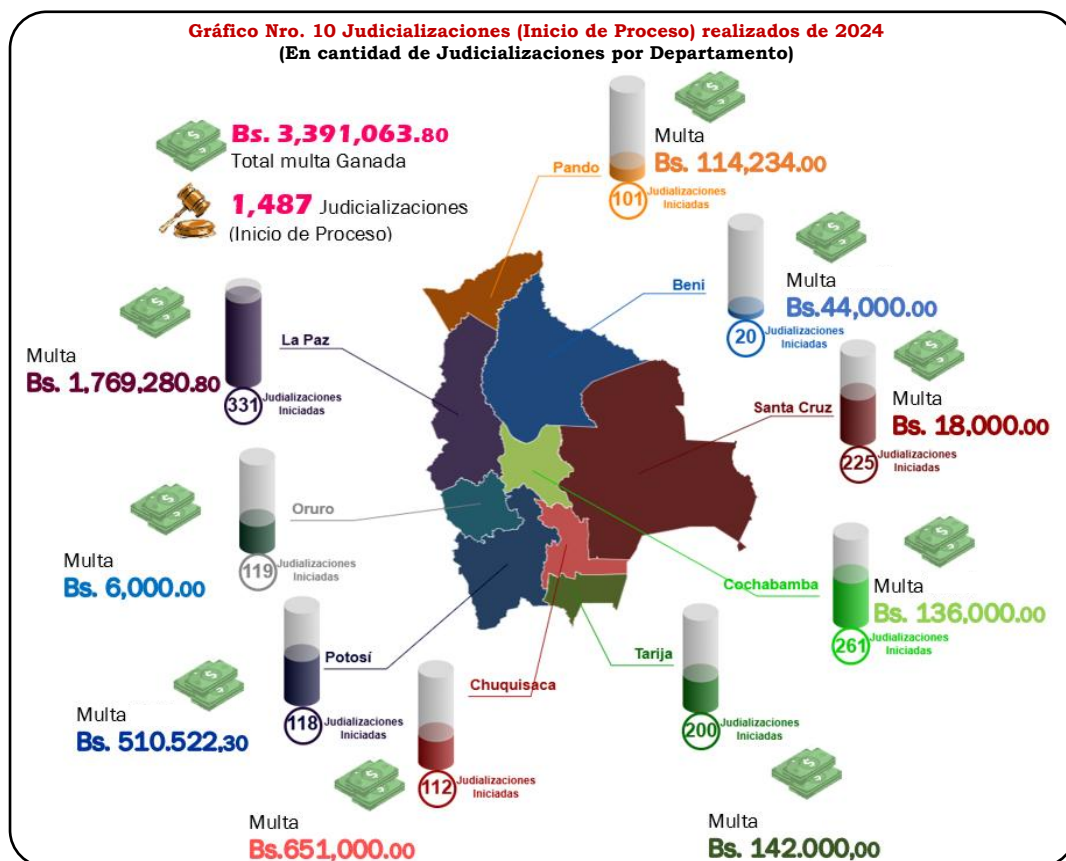 Gráfico Nro. 10 Judicializaciones (Inicio de Proceso) realizados de 2024
(En cantidad de Judicializaciones por Departamento)
Bs. 3,391,063.80
Total multa Ganada
1,487 Judicializaciones
(Inicio de Proceso)
Pando
101
Judializaciones
Iniciadas
Multa
Bs. 114,234.00
Beni
20
Judializaciones
Iniciadas
Multa
Bs.44,000.00
La Paz
331
Judializaciones
Iniciadas
Multa
Bs. 1,769,280.80
Santa Cruz
225
Judializaciones
Iniciadas
Multa
Bs. 18,000.00
Oruro
119
Judializaciones
Iniciadas
Multa
Bs. 6,000.00
Cochabamba
261
Judializaciones
Iniciadas
Multa
Bs. 136,000.00
Potosí
118
Judializaciones
Iniciadas
Multa
Bs. 510.522,30
Chuquisaca
112
Judializaciones
Iniciadas
Multa
Bs.651,000.00
Tarija
200
Judializaciones
Iniciadas
Multa
Bs. 142.000,00